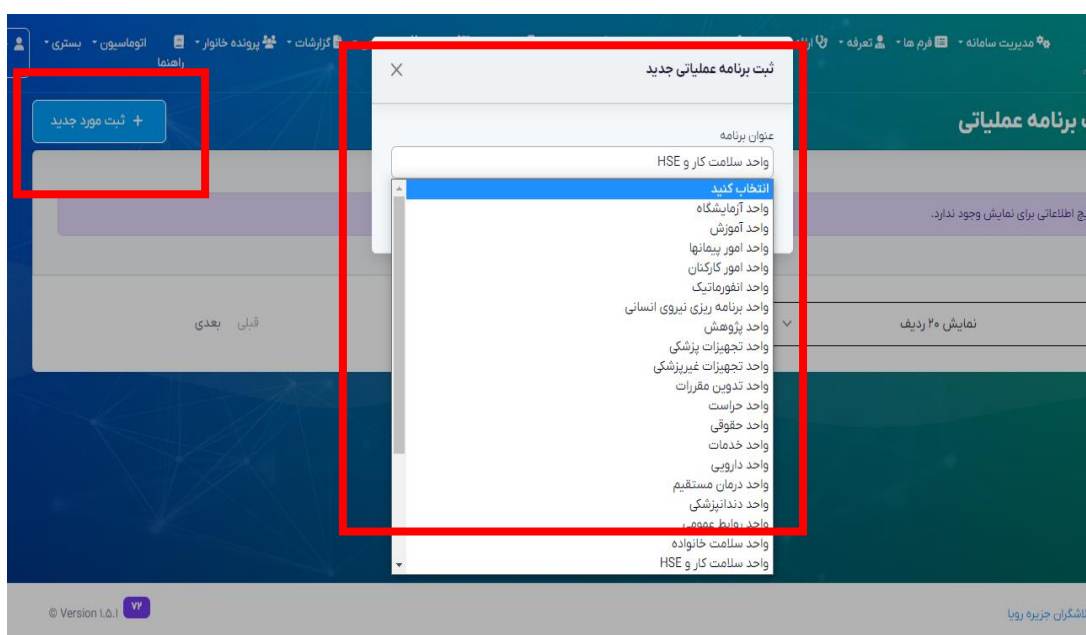 مدیریت سامانه
فرم ها
تعرفه
گزارشات
پرونده خانوار
اتوماسیون
بستری
راهنما
ثبت برنامه عملیاتی جدید
برنامه عملیاتی
+ ثبت مورد جدید
عنوان برنامه
واحد سلامت کار و HSE
انتخاب کنید
واحد آزمایشگاه
واحد آموزش
واحد امور پیمانها
واحد امور کارکنان
واحد انفورماتیک
واحد برنامه ریزی نیروی انسانی
واحد پژوهش
واحد تجهیزات پزشکی
واحد تجهیزات غیرپزشکی
واحد تدوین مقررات
واحد حراست
واحد حقوقی
واحد خدمات
واحد دارویی
واحد درمان مستقیم
واحد دندانپزشکی
واحد روابط عمومی
واحد سلامت خانواده
واحد سلامت کار و HSE
اطلاعاتی برای نمایش وجود ندارد.
نمایش ۲۰ ردیف
قبلی بعدی
جزیره رویا
© Version ۱.۵.۱
۷۲